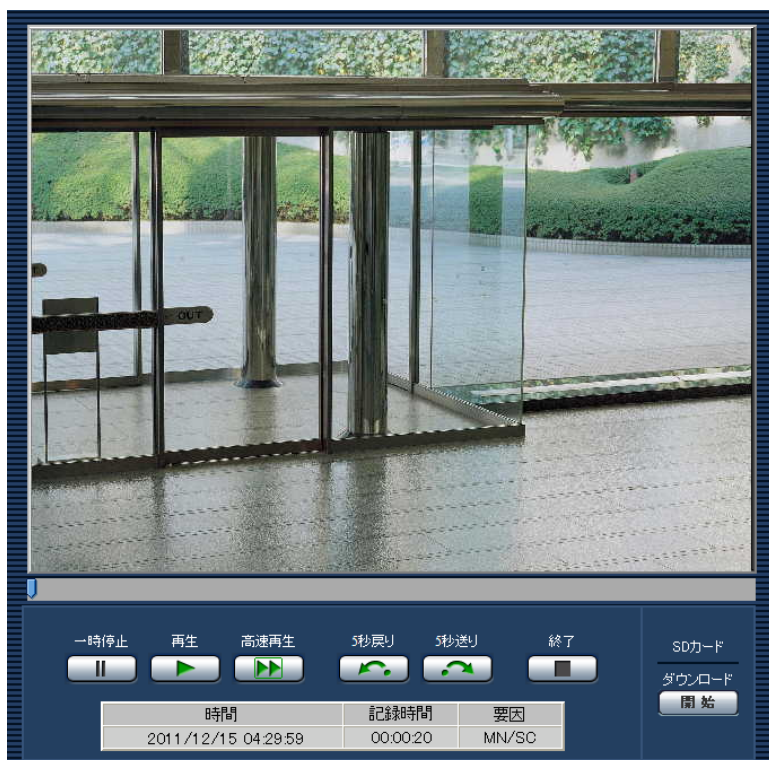 OUT
一時停止 再生 高速再生 5秒戻り 5秒送り 終了
SDカード
ダウンロード
開始
時間 記録時間 要因
2011/12/15 04:29:59 00:00:20 MN/SC